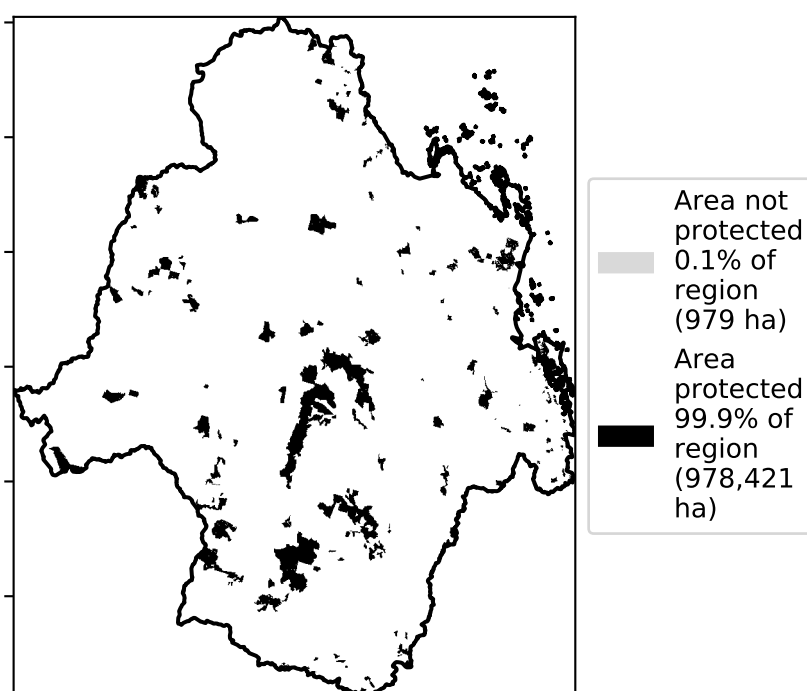 Area not
protected
0.1% of
region
(979 ha)
Area
protected
99.9% of
region
(978,421
ha)